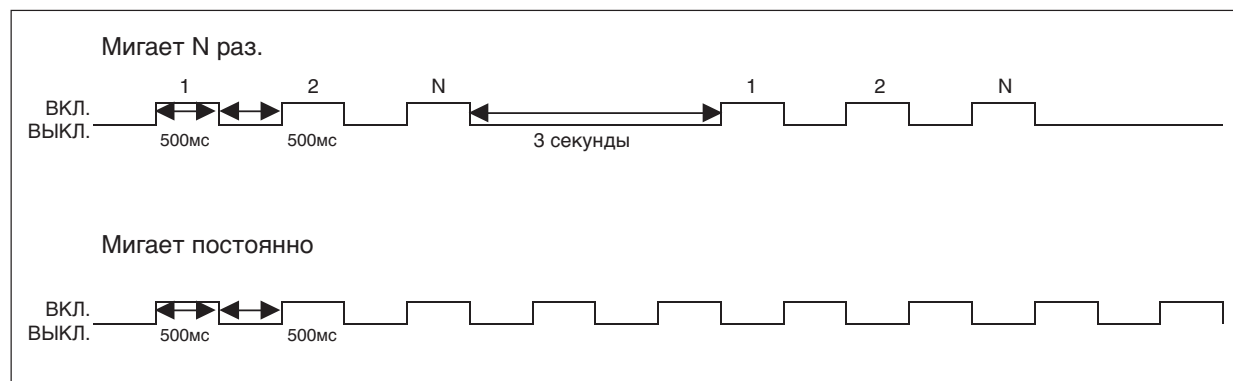 Мигает N раз.
1 2 N 1 2 N
ВКЛ.
ВЫКЛ.
500мс 500мс 3 секунды
Мигает постоянно
ВКЛ.
ВЫКЛ.
500мс 500мс